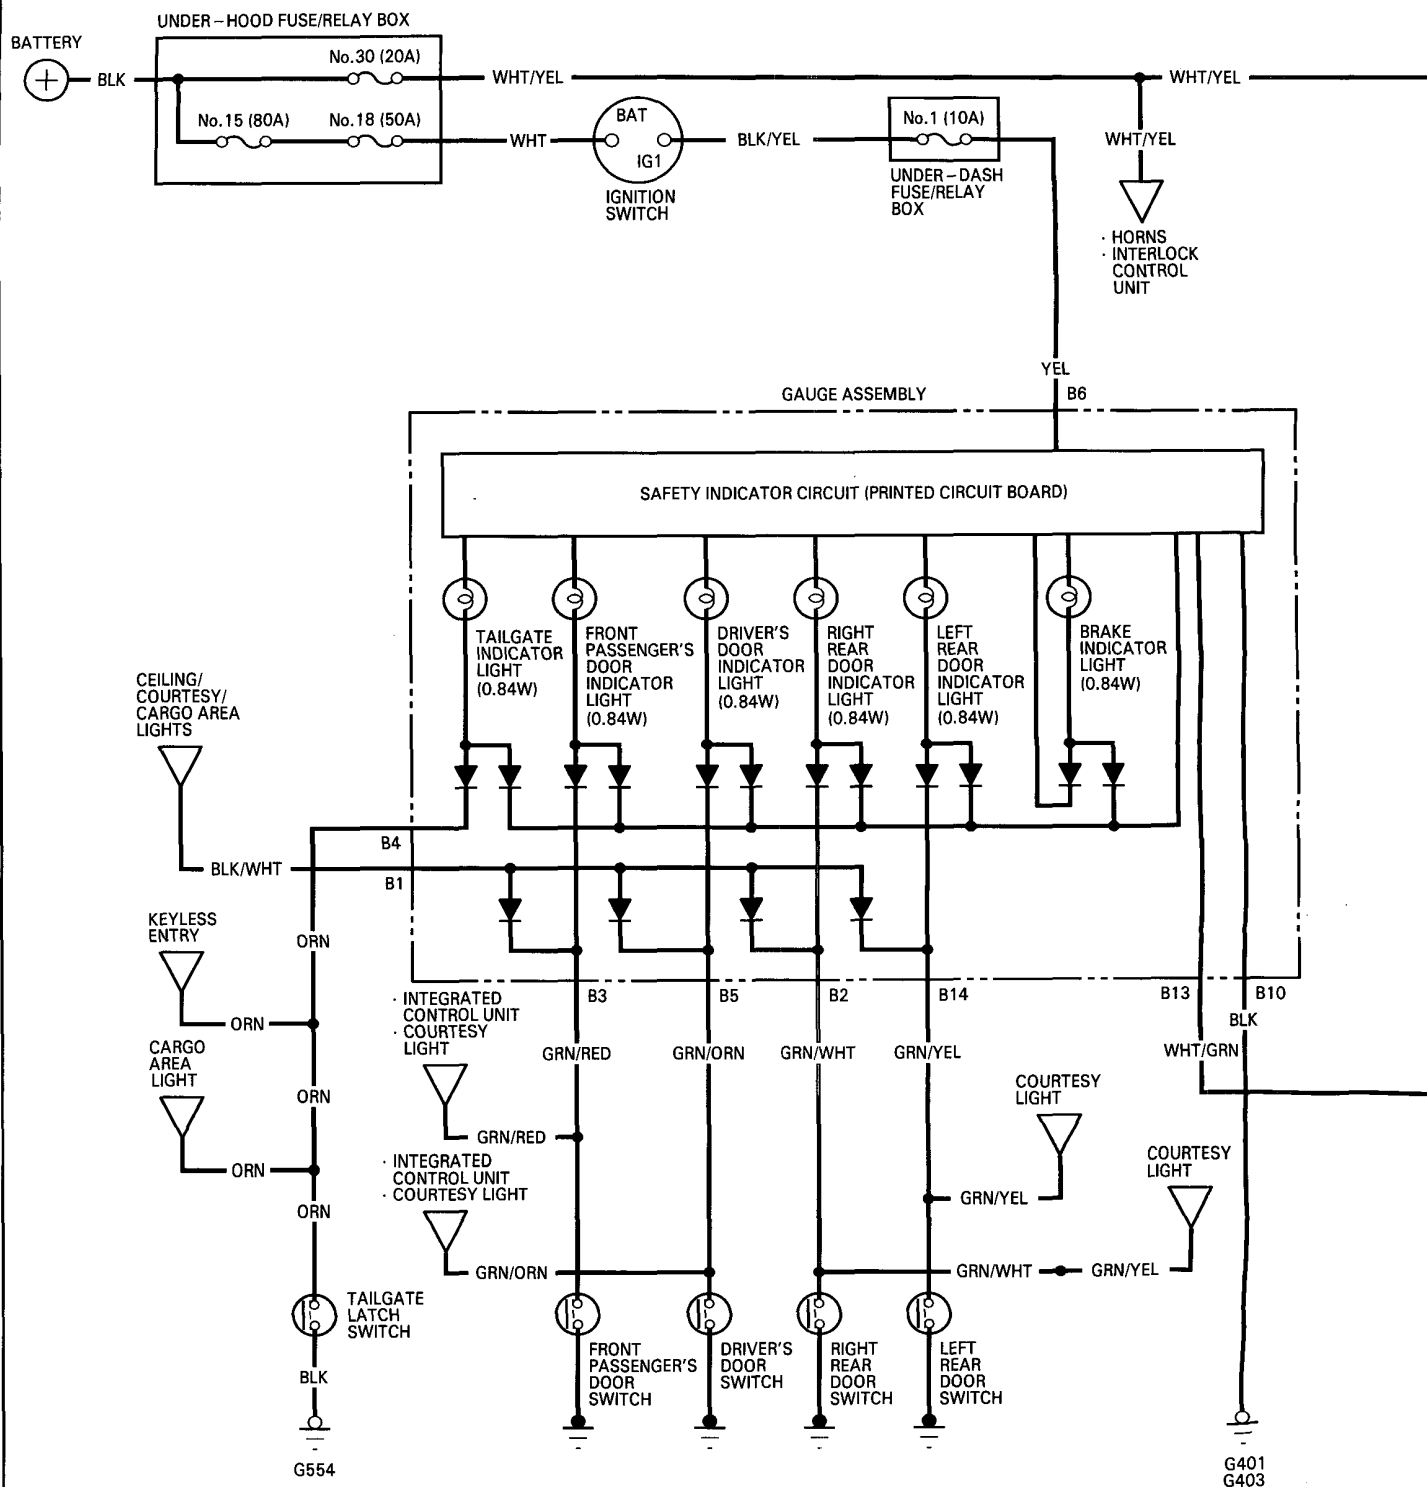 UNDER-HOOD FUSE/RELAY BOX
BATTERY
+
BLK
No.30 (20A)
WHT/YEL
WHT/YEL
No.15 (80A)
No.18 (50A)
WHT
BAT
IG1
IGNITION
SWITCH
BLK/YEL
No.1 (10A)
UNDER-DASH
FUSE/RELAY
BOX
WHT/YEL
· HORNS
· INTERLOCK
CONTROL
UNIT
YEL
B6
GAUGE ASSEMBLY
SAFETY INDICATOR CIRCUIT (PRINTED CIRCUIT BOARD)
TAILGATE
INDICATOR
LIGHT
(0.84W)
FRONT
PASSENGER'S
DOOR
INDICATOR
LIGHT
(0.84W)
DRIVER'S
DOOR
INDICATOR
LIGHT
(0.84W)
RIGHT
REAR
DOOR
INDICATOR
LIGHT
(0.84W)
LEFT
REAR
DOOR
INDICATOR
LIGHT
(0.84W)
BRAKE
INDICATOR
LIGHT
(0.84W)
CEILING/
COURTESY/
CARGO AREA
LIGHTS
B4
BLK/WHT
B1
KEYLESS
ENTRY
ORN
ORN
CARGO
AREA
LIGHT
ORN
ORN
ORN
B3
B5
B2
B14
B13
B10
· INTEGRATED
CONTROL UNIT
· COURTESY
LIGHT
GRN/RED
GRN/ORN
GRN/WHT
GRN/YEL
BLK
WHT/GRN
GRN/RED
· INTEGRATED
CONTROL UNIT
· COURTESY LIGHT
GRN/ORN
COURTESY
LIGHT
GRN/YEL
COURTESY
LIGHT
GRN/WHT
GRN/YEL
TAILGATE
LATCH
SWITCH
BLK
G554
FRONT
PASSENGER'S
DOOR
SWITCH
DRIVER'S
DOOR
SWITCH
RIGHT
REAR
DOOR
SWITCH
LEFT
REAR
DOOR
SWITCH
G401
G403